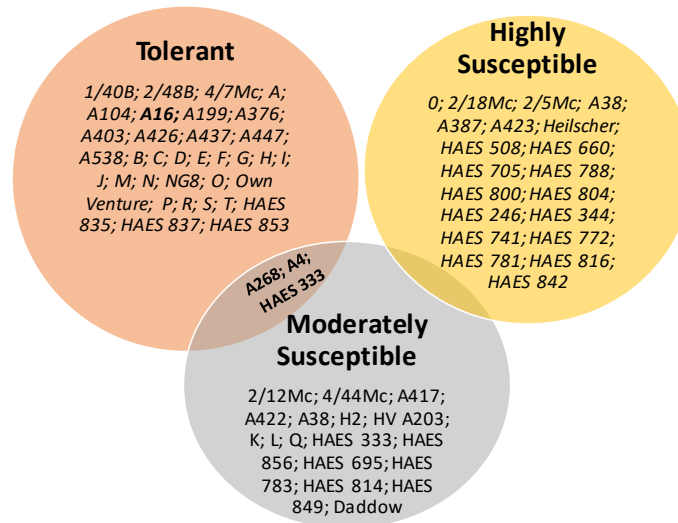 Tolerant
1/40B; 2/48B; 4/7Mc; A;
A104; A16; A199; A376;
A403; A426; A437; A447;
A538; B; C; D; E; F; G; H; I;
J; M; N; NG8; O; Own
Venture; P; R; S; T; HAES
835; HAES 837; HAES 853
Highly
Susceptible
0; 2/18Mc; 2/5Mc; A38;
A387; A423; Heilscher;
HAES 508; HAES 660;
HAES 705; HAES 788;
HAES 800; HAES 804;
HAES 246; HAES 344;
HAES 741; HAES 772;
HAES 781; HAES 816;
HAES 842
A268; A4;
HAES 333
Moderately
Susceptible
2/12Mc; 4/44Mc; A417;
A422; A38; H2; HV A203;
K; L; Q; HAES 333; HAES
856; HAES 695; HAES
783; HAES 814; HAES
849; Daddow